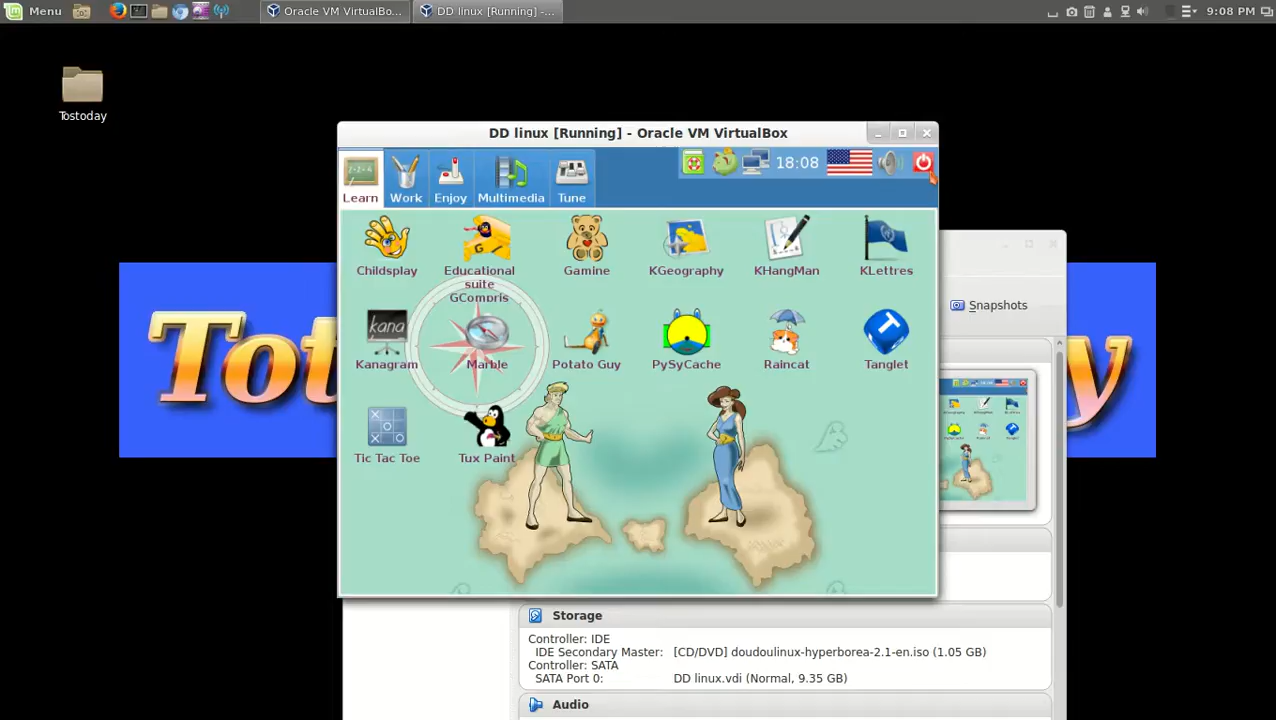 Menu
Oracle VM VirtualBo...
DD linux [Running] -...
9:08 PM
Tostoday
DD linux [Running] - Oracle VM VirtualBox
Learn
Work
Enjoy
Multimedia
Tune
18:08
Childsplay
Educational
suite
GCompris
Gamine
KGeography
KHangMan
KLettres
kana
Kanagram
Marble
Potato Guy
PySyCache
Raincat
T
Tanglet
Tic Tac Toe
Tux Paint
Tot
y
Snapshots
Storage
Controller: IDE
IDE Secondary Master: [CD/DVD] doudoulinux-hyperborea-2.1-en.iso (1.05 GB)
Controller: SATA
SATA Port 0: DD linux.vdi (Normal, 9.35 GB)
Audio